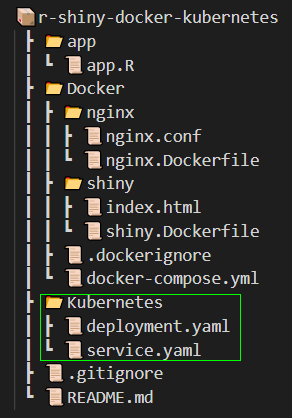 r-shiny-docker-kubernetes
app
app.R
Docker
nginx
nginx.conf
nginx.Dockerfile
shiny
index.html
shiny.Dockerfile
.dockerignore
docker-compose.yml
Kubernetes
deployment.yaml
service.yaml
.gitignore
README.md